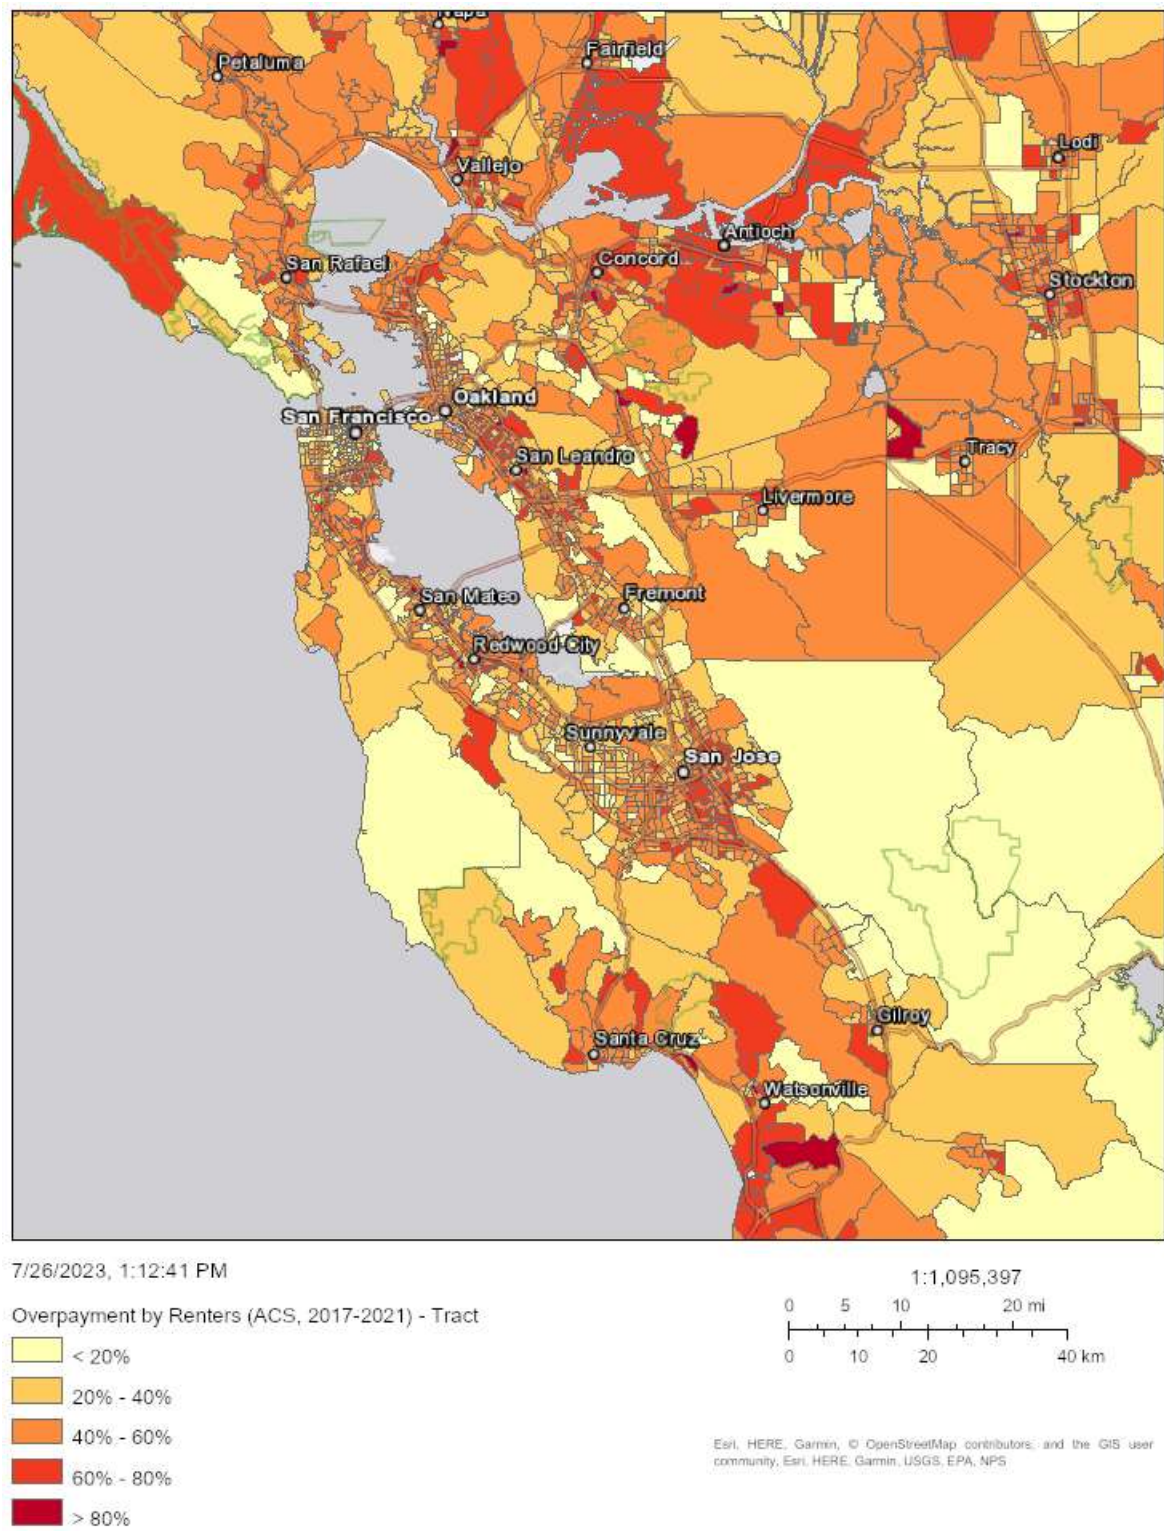 Napa
Petaluma
Fairfield
Lodi
Vallejo
Antioch
San Rafael
Concord
Stockton
Oakland
San Francisco
San Leandro
Tracy
Livermore
San Mateo
Fremont
Redwood City
Sunnyvale
San Jose
Gilroy
Santa Cruz
Watsonville
7/26/2023, 1:12:41 PM
1:1,095,397
0 5 10 20 mi
0 10 20 40 km
Overpayment by Renters (ACS, 2017-2021) - Tract
< 20%
20% - 40%
40% - 60%
60% - 80%
> 80%
Esri, HERE, Garmin, © OpenStreetMap contributors, and the GIS user
community, Esri, HERE, Garmin, USGS, EPA, NPS